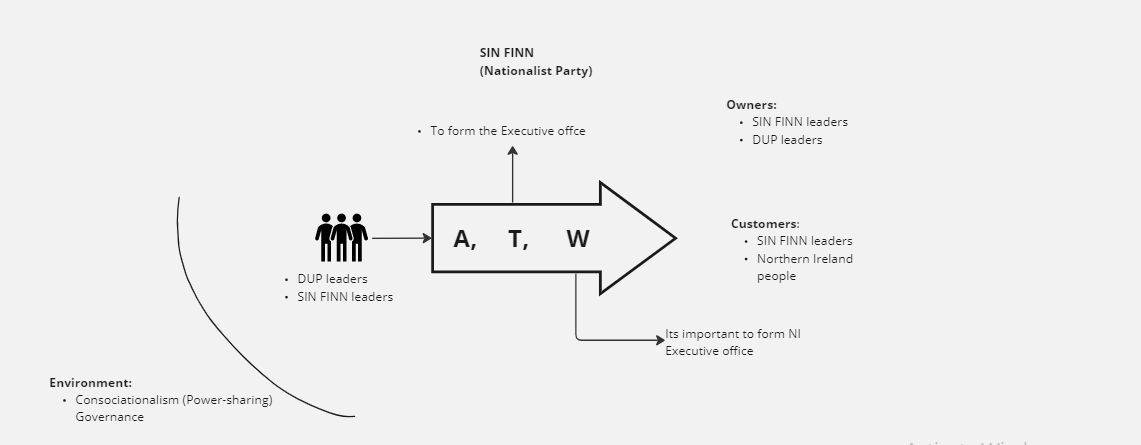 SIN FINN
(Nationalist Party)
Owners:
• SIN FINN leaders
• DUP leaders
• To form the Executive offce
A, T, W
Customers:
• SIN FINN leaders
• Northern Ireland
people
• DUP leaders
• SIN FINN leaders
Its important to form NI
Executive office
Environment:
• Consociationalism (Power-sharing)
Governance